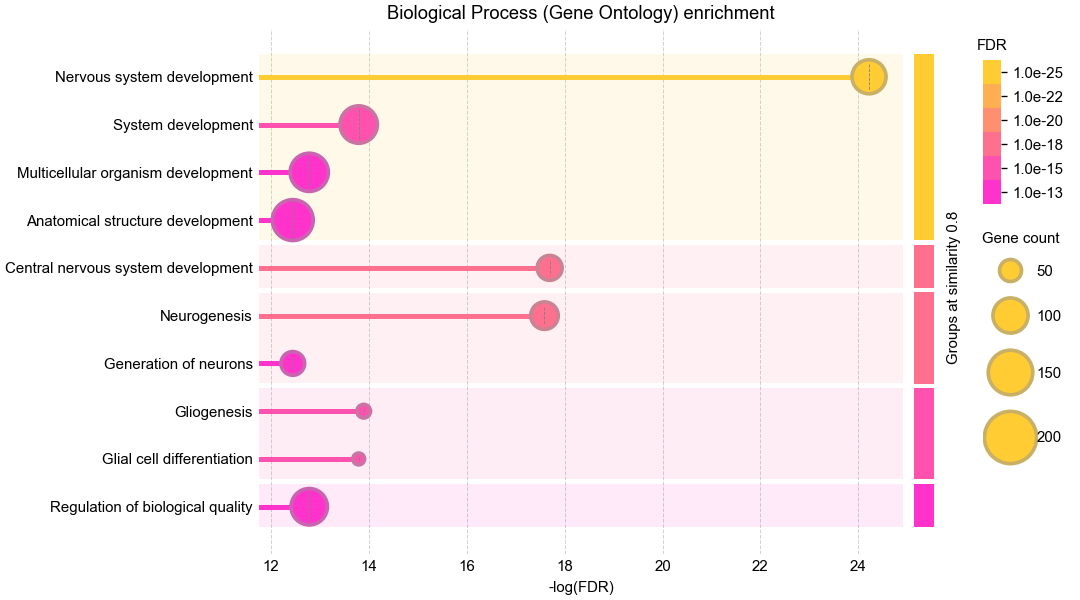 Biological Process (Gene Ontology) enrichment
Nervous system development
System development
Multicellular organism development
Anatomical structure development
Central nervous system development
Neurogenesis
Generation of neurons
Gliogenesis
Glial cell differentiation
Regulation of biological quality
12 14 16 18 20 22 24
-log(FDR)
Groups at similarity 0.8
FDR
1.0e-25
1.0e-22
1.0e-20
1.0e-18
1.0e-15
1.0e-13
Gene count
50
100
150
200